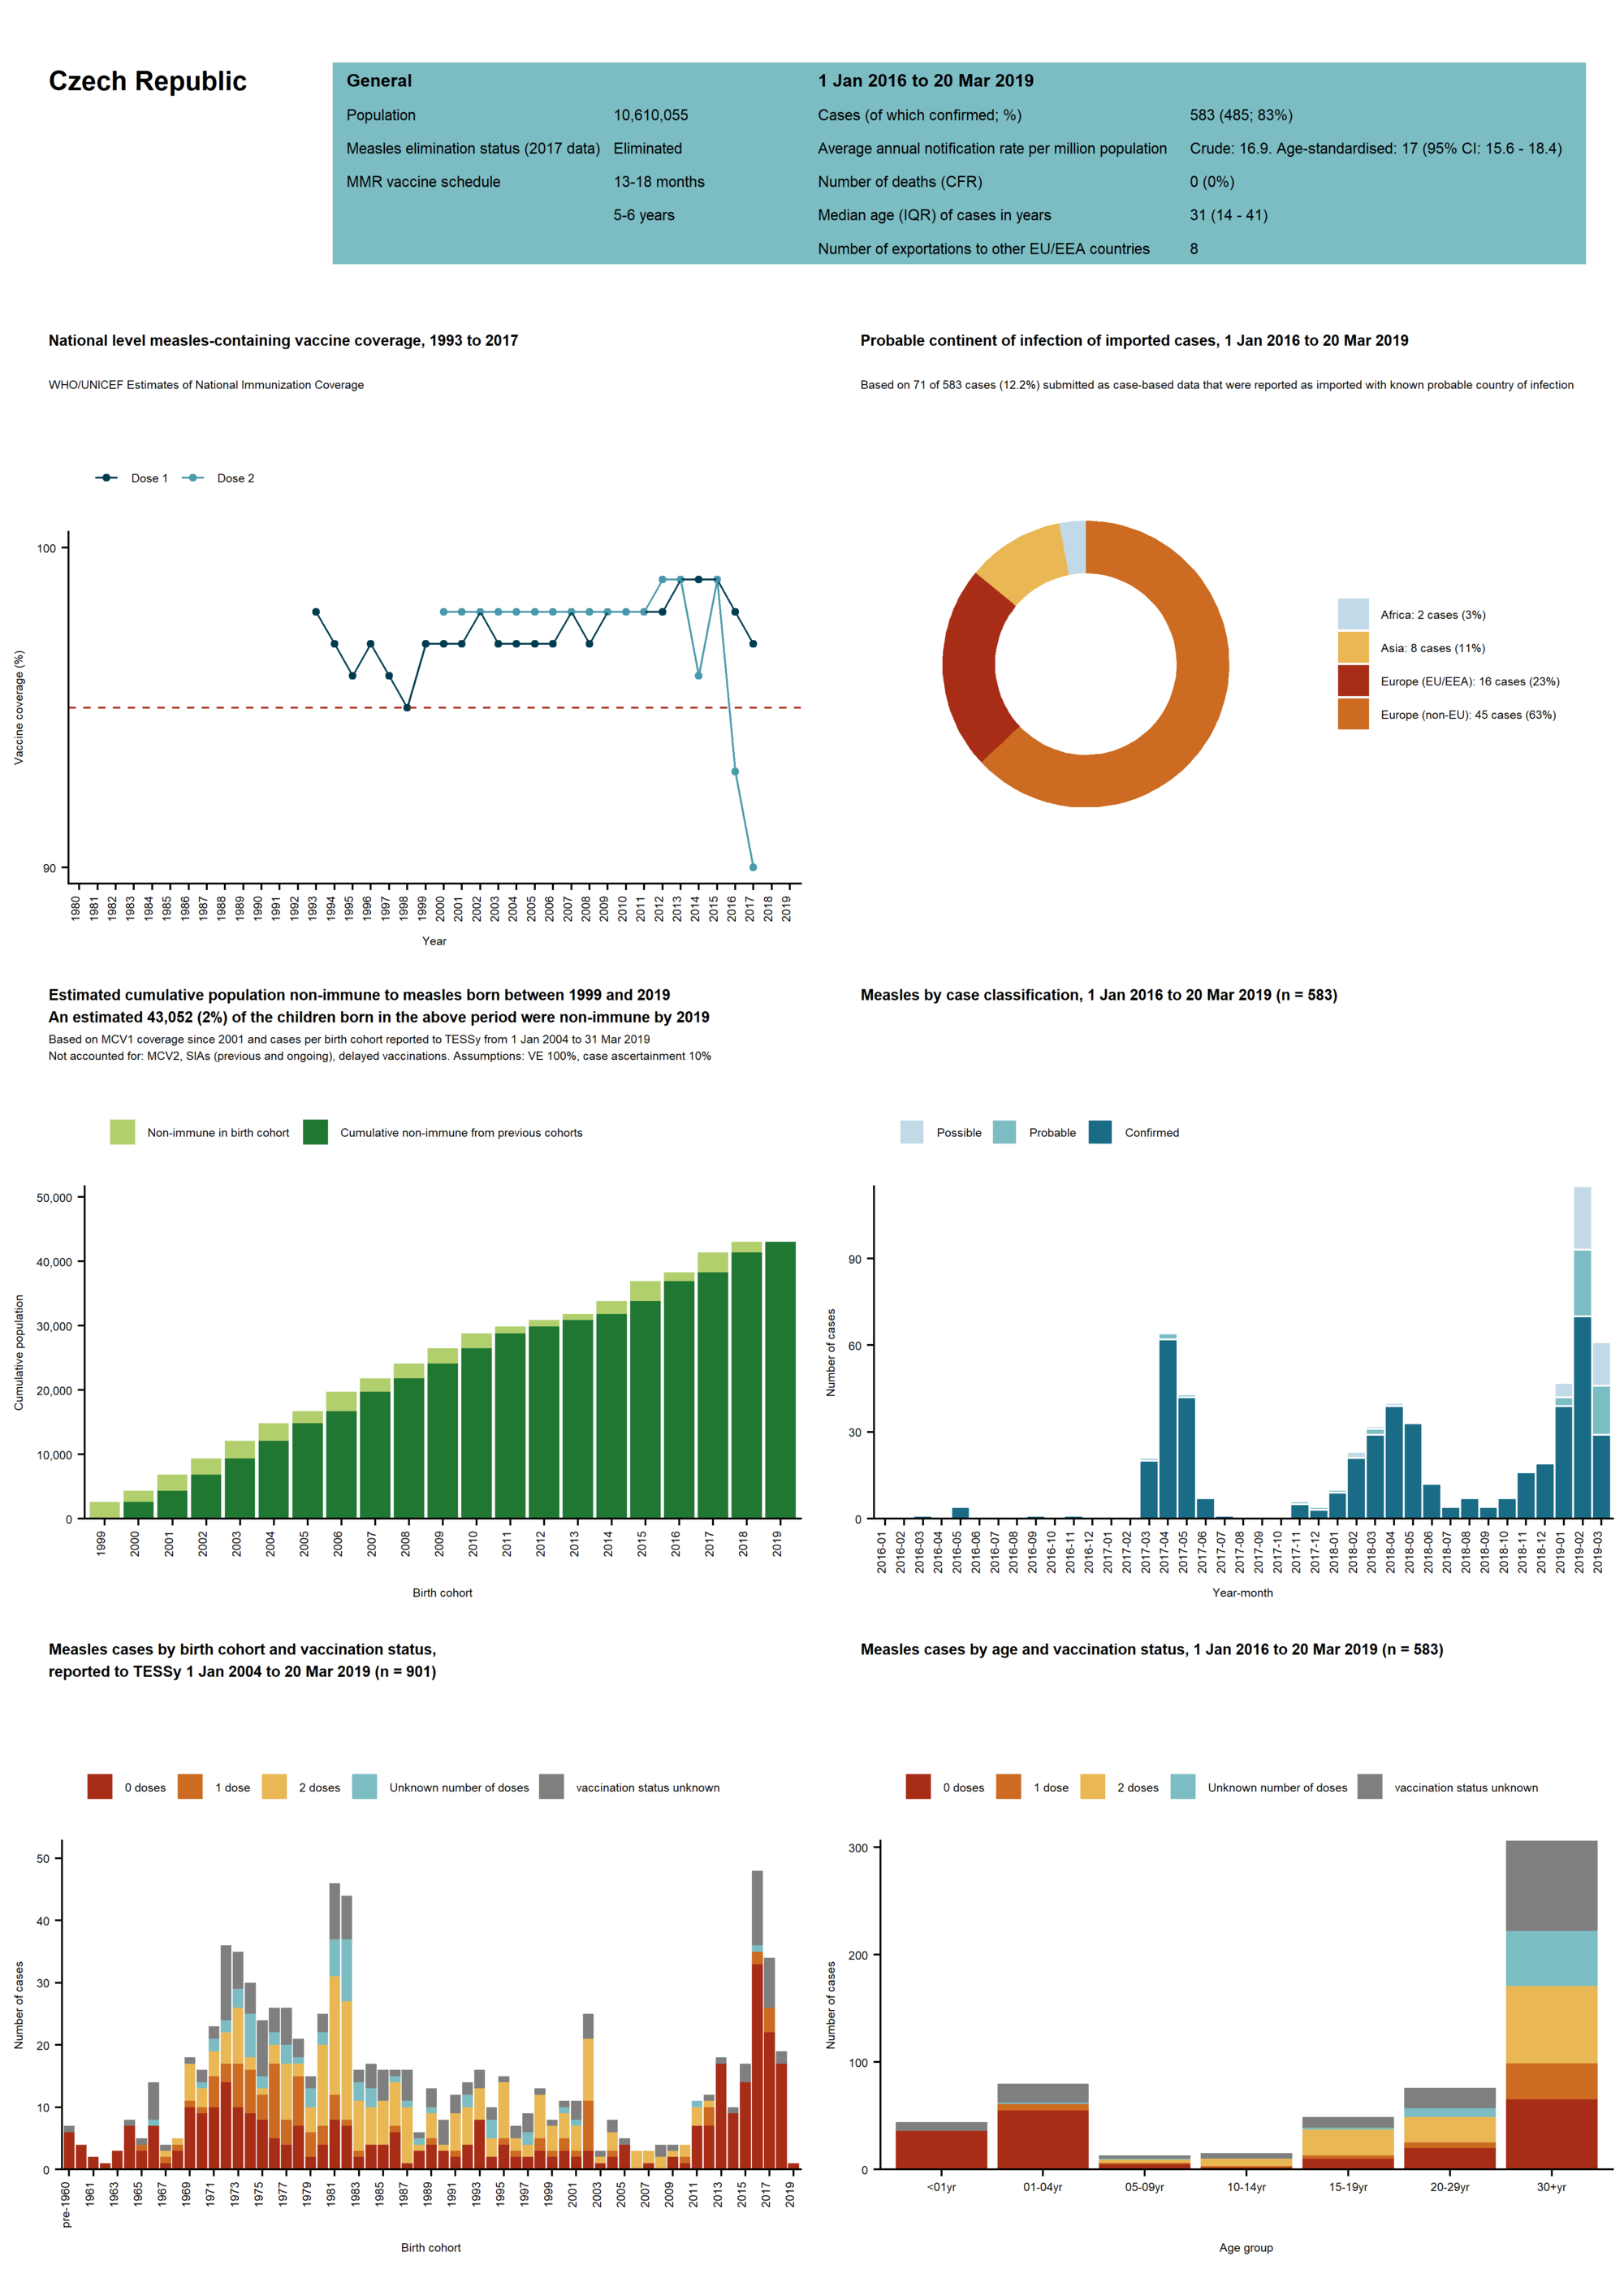 Czech Republic
General
1 Jan 2016 to 20 Mar 2019
Population 10,610,055
Cases (of which confirmed; %) 583 (485; 83%)
Measles elimination status (2017 data) Eliminated
Average annual notification rate per million population Crude: 16.9. Age-standardised: 17 (95% CI: 15.6 - 18.4)
MMR vaccine schedule 13-18 months
Number of deaths (CFR) 0 (0%)
5-6 years
Median age (IQR) of cases in years 31 (14 - 41)
Number of exportations to other EU/EEA countries 8
National level measles-containing vaccine coverage, 1993 to 2017
WHO/UNICEF Estimates of National Immunization Coverage
Dose 1 Dose 2
Vaccine coverage (%)
100
90
1980 1981 1982 1983 1984 1985 1986 1987 1988 1989 1990 1991 1992 1993 1994 1995 1996 1997 1998 1999 2000 2001 2002 2003 2004 2005 2006 2007 2008 2009 2010 2011 2012 2013 2014 2015 2016 2017 2018 2019
Year
Probable continent of infection of imported cases, 1 Jan 2016 to 20 Mar 2019
Based on 71 of 583 cases (12.2%) submitted as case-based data that were reported as imported with known probable country of infection
Africa: 2 cases (3%)
Asia: 8 cases (11%)
Europe (EU/EEA): 16 cases (23%)
Europe (non-EU): 45 cases (63%)
Estimated cumulative population non-immune to measles born between 1999 and 2019
An estimated 43,052 (2%) of the children born in the above period were non-immune by 2019
Based on MCV1 coverage since 2001 and cases per birth cohort reported to TESSy from 1 Jan 2004 to 31 Mar 2019
Not accounted for: MCV2, SIAs (previous and ongoing), delayed vaccinations. Assumptions: VE 100%, case ascertainment 10%
Non-immune in birth cohort Cumulative non-immune from previous cohorts
Cumulative population
50,000
40,000
30,000
20,000
10,000
0
1999 2000 2001 2002 2003 2004 2005 2006 2007 2008 2009 2010 2011 2012 2013 2014 2015 2016 2017 2018 2019
Birth cohort
Measles by case classification, 1 Jan 2016 to 20 Mar 2019 (n = 583)
Possible Probable Confirmed
Number of cases
90
60
30
0
2016-01 2016-02 2016-03 2016-04 2016-05 2016-06 2016-07 2016-08 2016-09 2016-10 2016-11 2016-12 2017-01 2017-02 2017-03 2017-04 2017-05 2017-06 2017-07 2017-08 2017-09 2017-10 2017-11 2017-12 2018-01 2018-02 2018-03 2018-04 2018-05 2018-06 2018-07 2018-08 2018-09 2018-10 2018-11 2018-12 2019-01 2019-02 2019-03
Year-month
Measles cases by birth cohort and vaccination status,
reported to TESSy 1 Jan 2004 to 20 Mar 2019 (n = 901)
0 doses 1 dose 2 doses Unknown number of doses vaccination status unknown
Number of cases
50
40
30
20
10
0
pre-1960 1961 1963 1965 1967 1969 1971 1973 1975 1977 1979 1981 1983 1985 1987 1989 1991 1993 1995 1997 1999 2001 2003 2005 2007 2009 2011 2013 2015 2017 2019
Birth cohort
Measles cases by age and vaccination status, 1 Jan 2016 to 20 Mar 2019 (n = 583)
0 doses 1 dose 2 doses Unknown number of doses vaccination status unknown
Number of cases
300
200
100
0
<01yr 01-04yr 05-09yr 10-14yr 15-19yr 20-29yr 30+yr
Age group